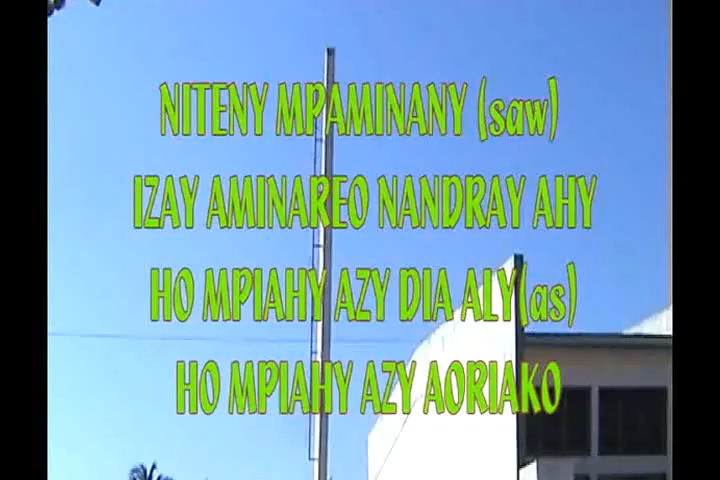 NITENY MPAMINANY (saw)
IZAY AMINAREO NANDRAY AHY
HO MPIAHY AZY DIA ALY(as)
HO MPIAHY AZY AORIAKO